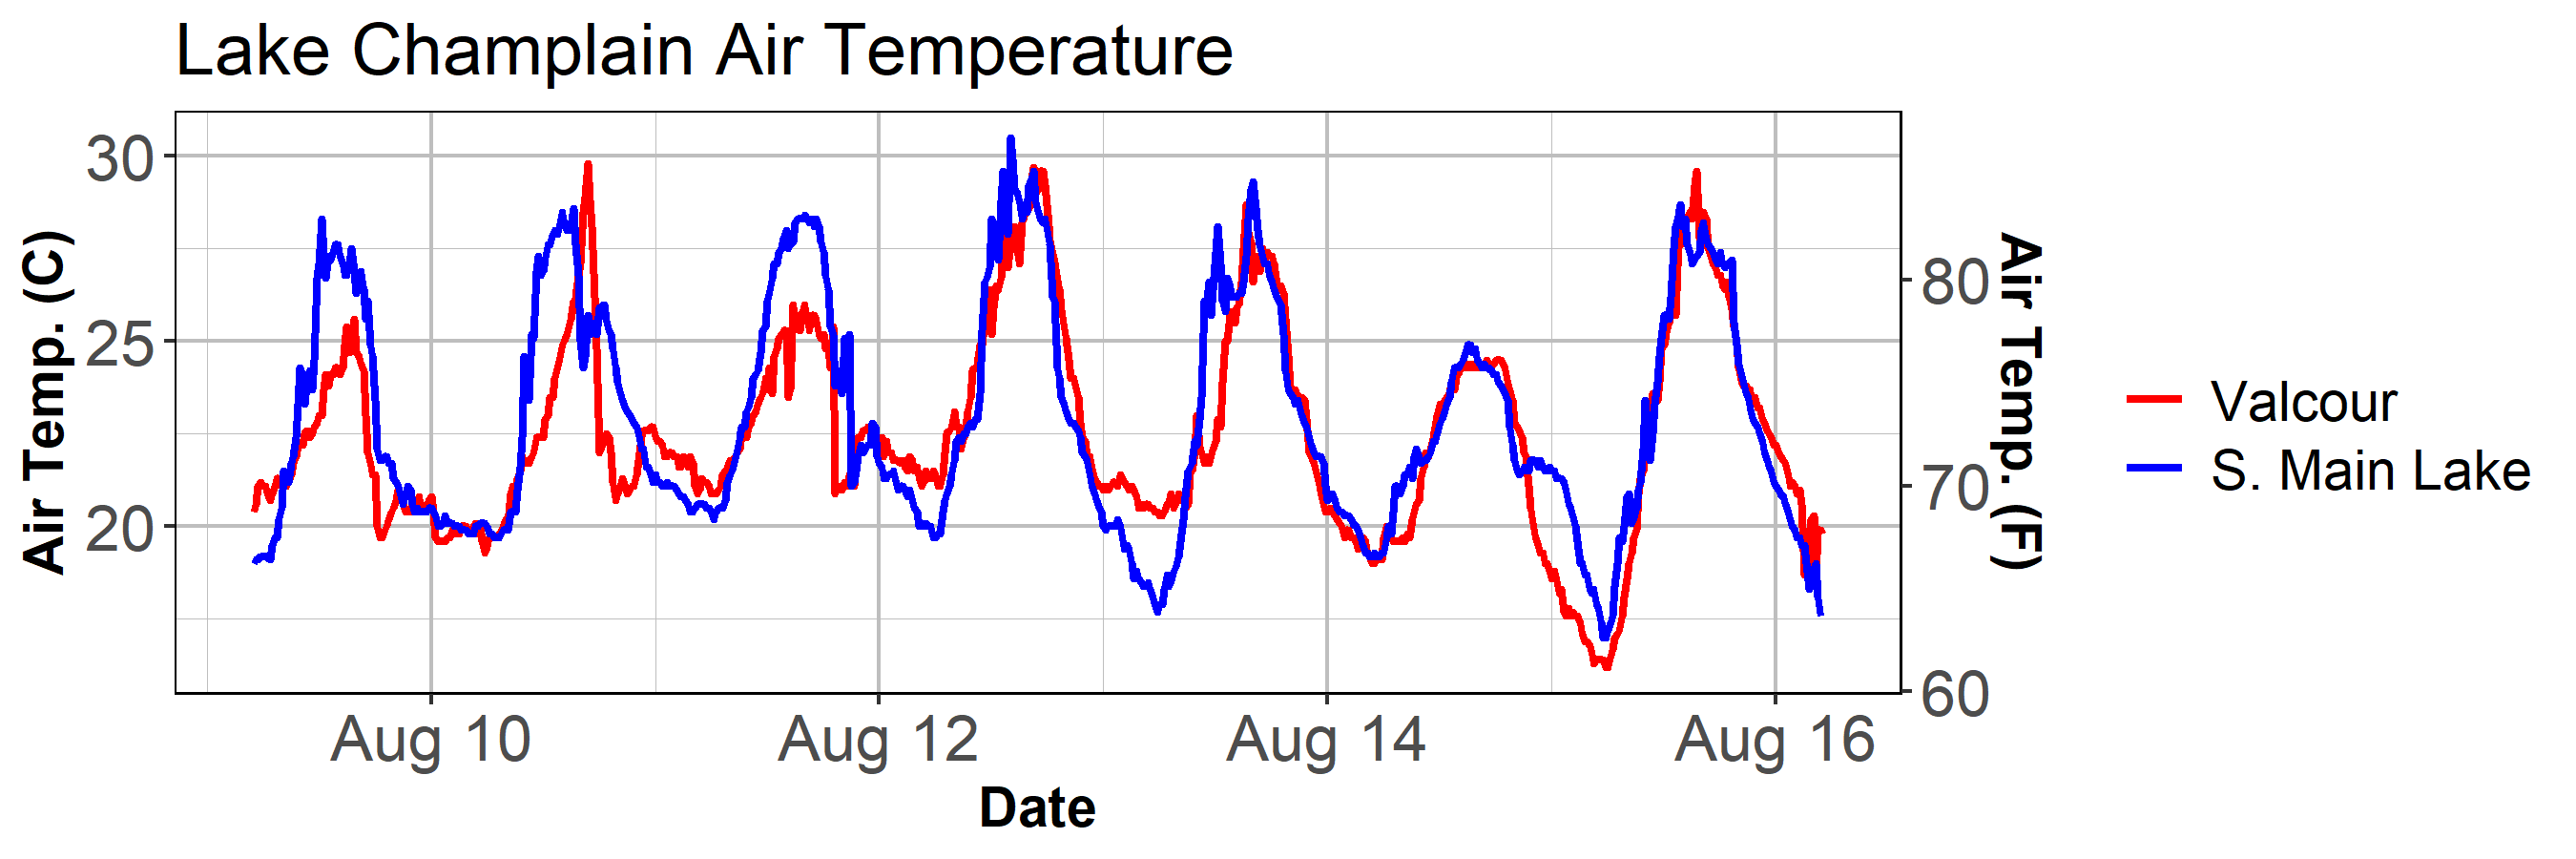 Lake Champlain Air Temperature
Air Temp. (C)
30
25
20
Air Temp. (F)
80
70
60
Aug 10
Aug 12
Aug 14
Aug 16
Date
Valcour
S. Main Lake